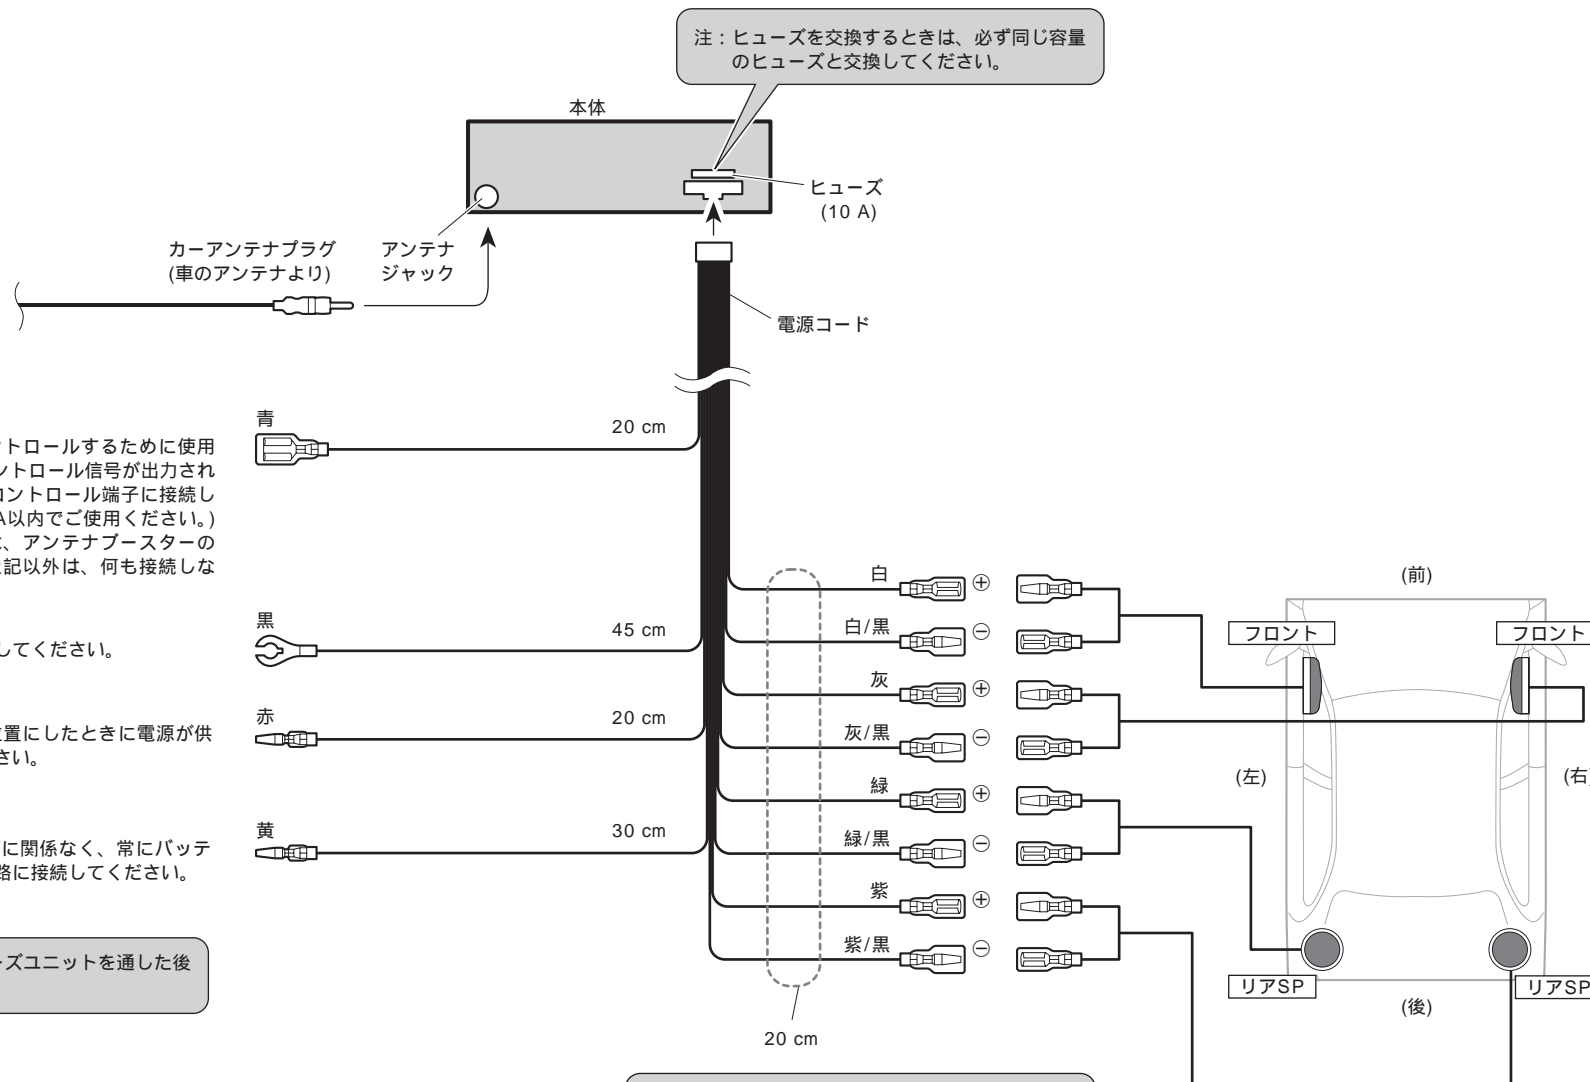 注：ヒューズを交換するときは、必ず同じ容量
のヒューズと交換してください。
本体
ヒューズ
(10 A)
カーアンテナプラグ
(車のアンテナより)
アンテナ
ジャック
電源コード
青
20 cm
トロールするために使用
ントロール信号が出力され
コントロール端子に接続し
A以内でご使用ください。)
、アンテナブースターの
記以外は、何も接続しな
黒
45 cm
してください。
赤
20 cm
置にしたときに電源が供
さい。
黄
30 cm
に関係なく、常にバッテ
路に接続してください。
ズユニットを通した後
白
⊕
白/黒
⊖
灰
⊕
灰/黒
⊖
緑
⊕
緑/黒
⊖
紫
⊕
紫/黒
⊖
20 cm
(前)
フロント
フロント
(左)
(右)
リアSP
リアSP
(後)